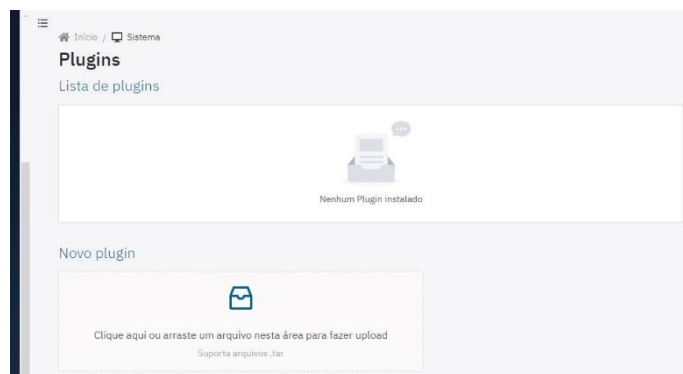 Início / Sistema
Plugins
Lista de plugins
Nenhum Plugin instalado
Novo plugin
Clique aqui ou arraste um arquivo nesta área para fazer upload
Suporta arquivos .tar